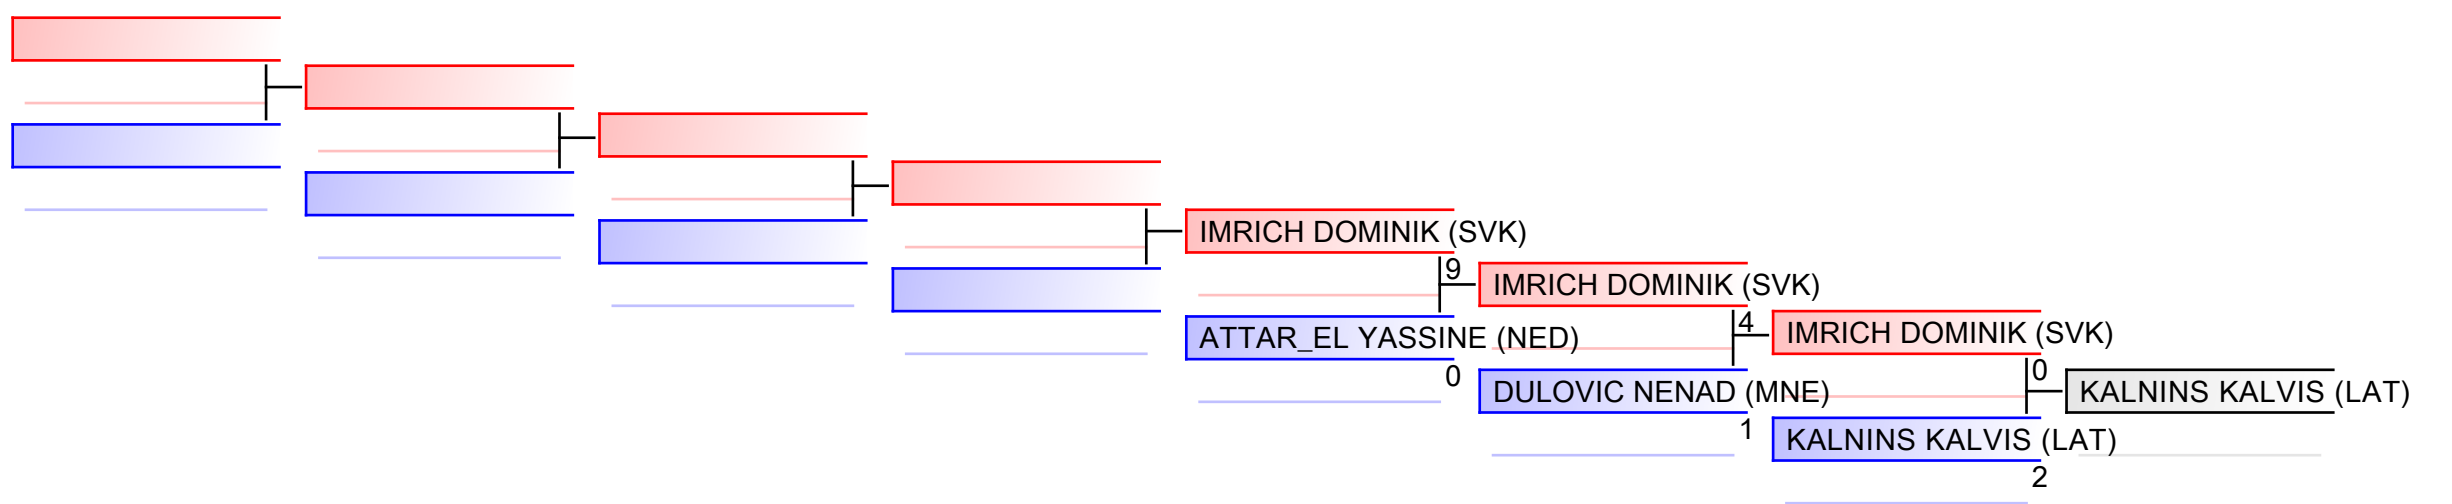 IMRICH DOMINIK (SVK)
9
IMRICH DOMINIK (SVK)
ATTAR_EL YASSINE (NED)
4
IMRICH DOMINIK (SVK)
0
DULOVIC NENAD (MNE)
0
KALNINS KALVIS (LAT)
1
KALNINS KALVIS (LAT)
2